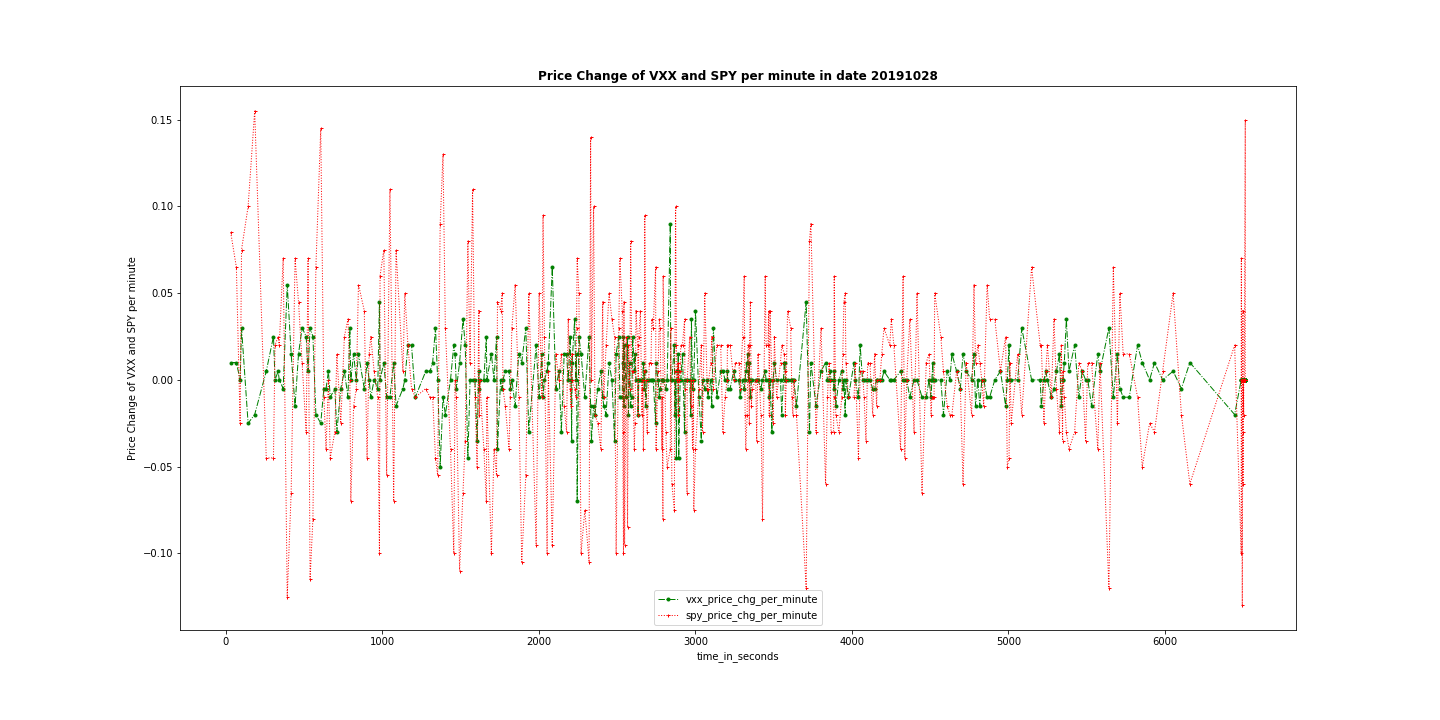 Price Change of VXX and SPY per minute in date 20191028
Price Change of VXX and SPY per minute
0.15
0.10
0.05
0.00
−0.05
−0.10
vxx_price_chg_per_minute
spy_price_chg_per_minute
0 1000 2000 3000 4000 5000 6000
time_in_seconds